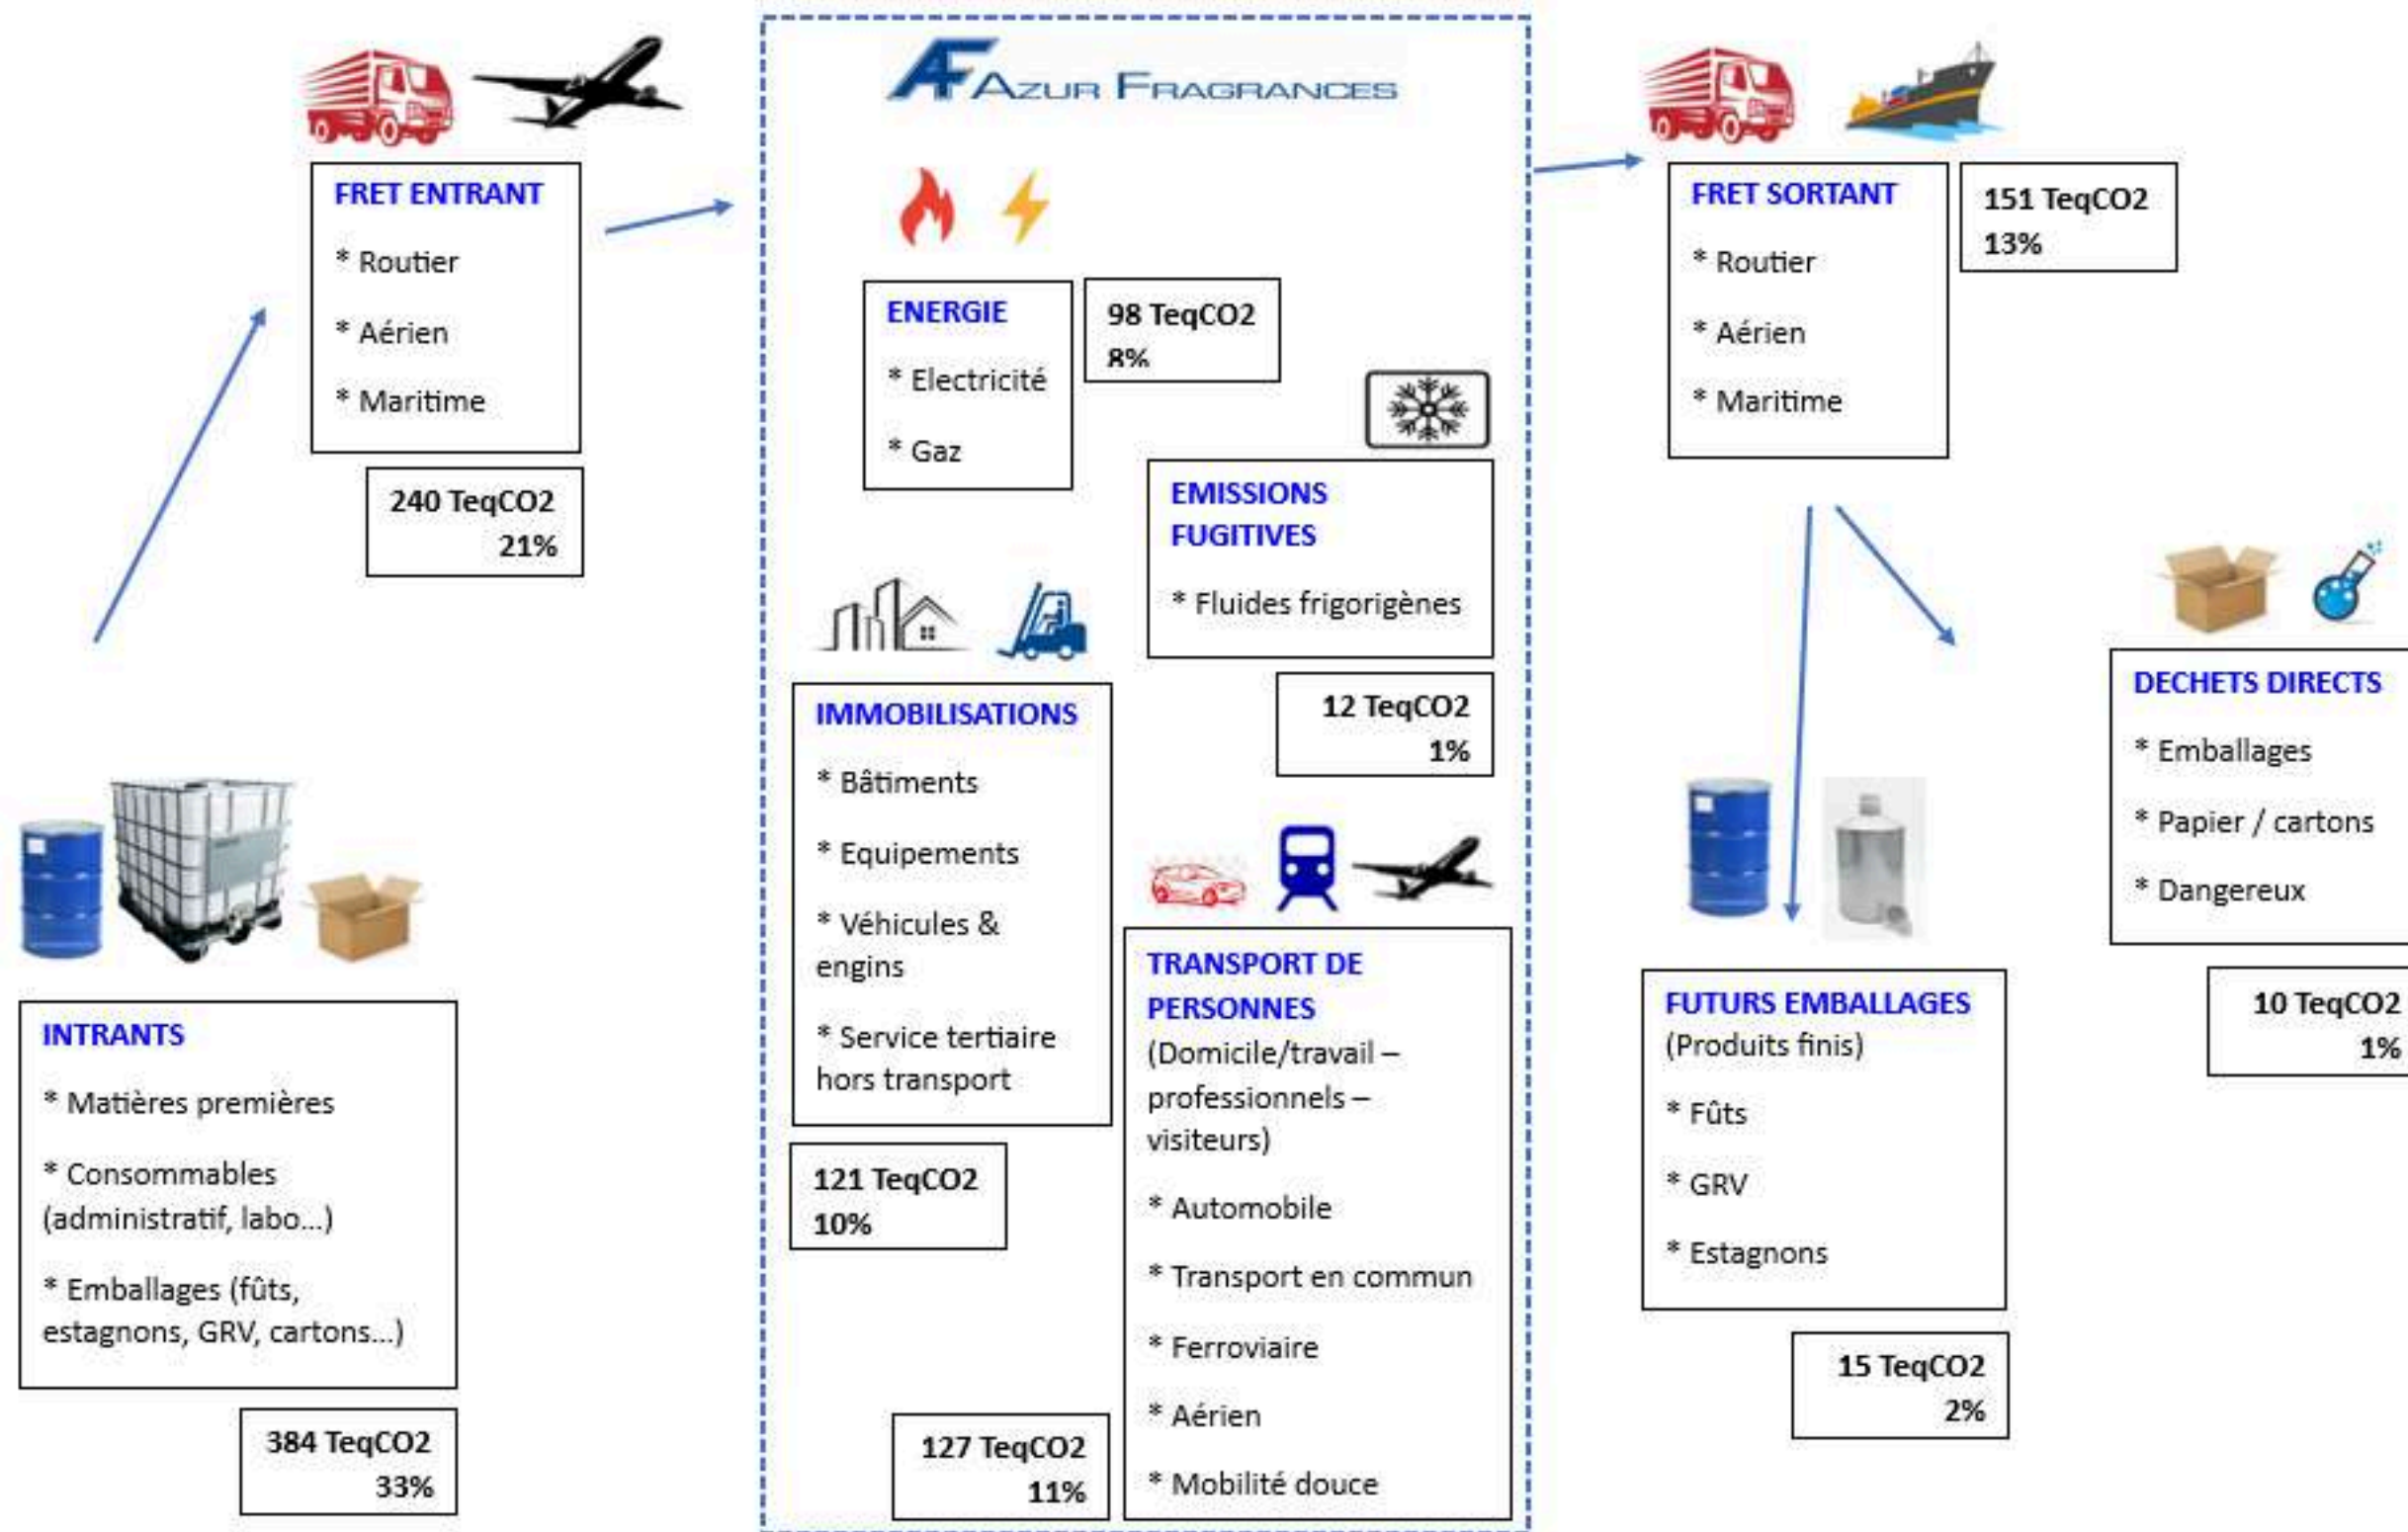 AF AZUR FRAGRANCES
FRET ENTRANT
* Routier
* Aérien
* Maritime
240 TeqCO2
21%
INTRANTS
* Matières premières
* Consommables
(administratif, labo...)
* Emballages (fûts,
estagnons, GRV, cartons...)
384 TeqCO2
33%
ENERGIE
* Electricité
* Gaz
98 TeqCO2
8%
EMISSIONS
FUGITIVES
* Fluides frigorigènes
12 TeqCO2
1%
IMMOBILISATIONS
* Bâtiments
* Equipements
* Véhicules &
engins
* Service tertiaire
hors transport
121 TeqCO2
10%
TRANSPORT DE
PERSONNES
(Domicile/travail –
professionnels –
visiteurs)
* Automobile
* Transport en commun
* Ferroviaire
* Aérien
* Mobilité douce
127 TeqCO2
11%
FRET SORTANT
* Routier
* Aérien
* Maritime
151 TeqCO2
13%
FUTURS EMBALLAGES
(Produits finis)
* Fûts
* GRV
* Estagnons
15 TeqCO2
2%
DECHETS DIRECTS
* Emballages
* Papier / cartons
* Dangereux
10 TeqCO2
1%